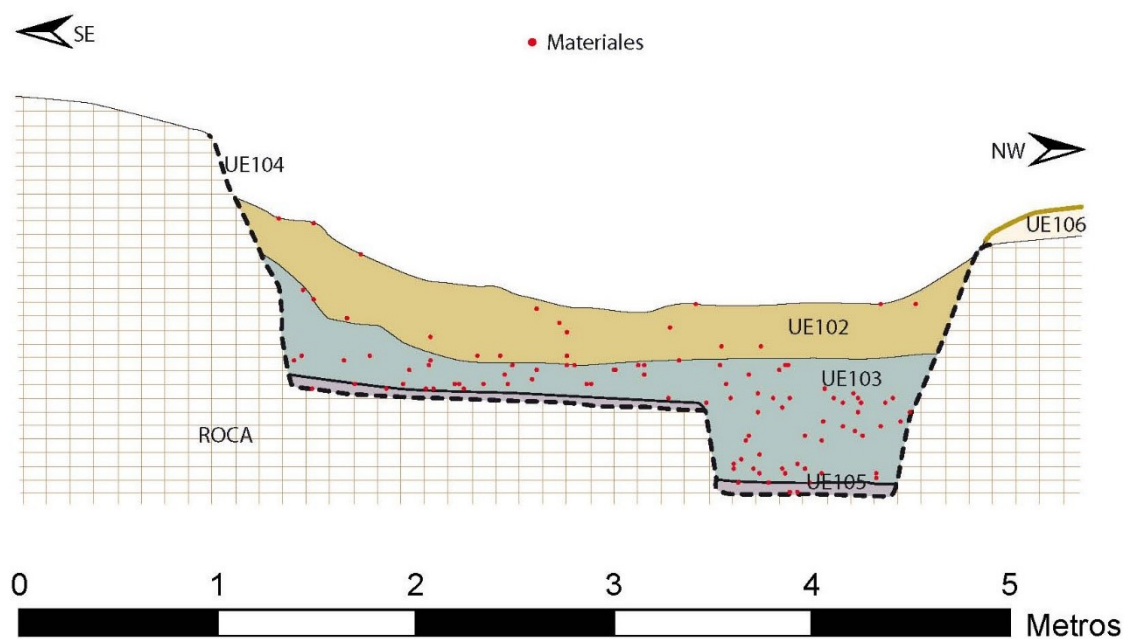 SE
Materiales
UE104
NW
UE106
UE102
UE103
ROCA
UE105
0 1 2 3 4 5
Metros